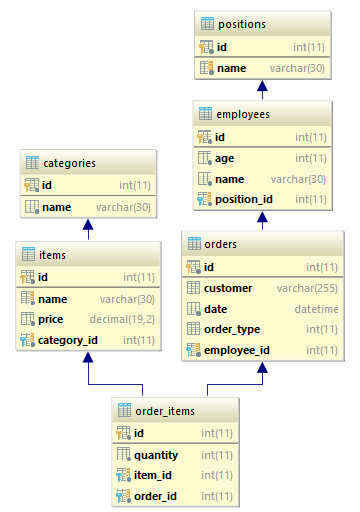 positions
id int(11)
name varchar(30)
employees
id int(11)
age int(11)
name varchar(30)
position_id int(11)
categories
id int(11)
name varchar(30)
items
id int(11)
name varchar(30)
price decimal(19,2)
category_id int(11)
orders
id int(11)
customer varchar(255)
date datetime
order_type int(11)
employee_id int(11)
order_items
id int(11)
quantity int(11)
item_id int(11)
order_id int(11)